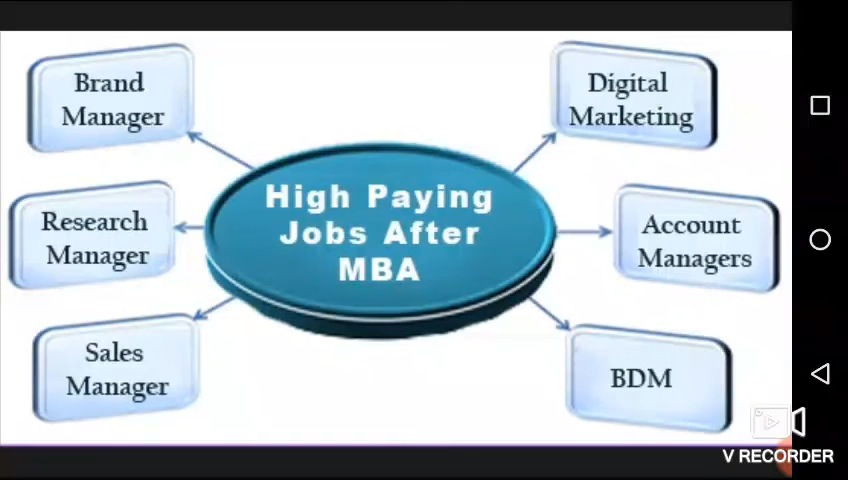 Brand
Manager
Digital
Marketing
High Paying
Jobs After
MBA
Research
Manager
Account
Managers
Sales
Manager
BDM
V RECORDER